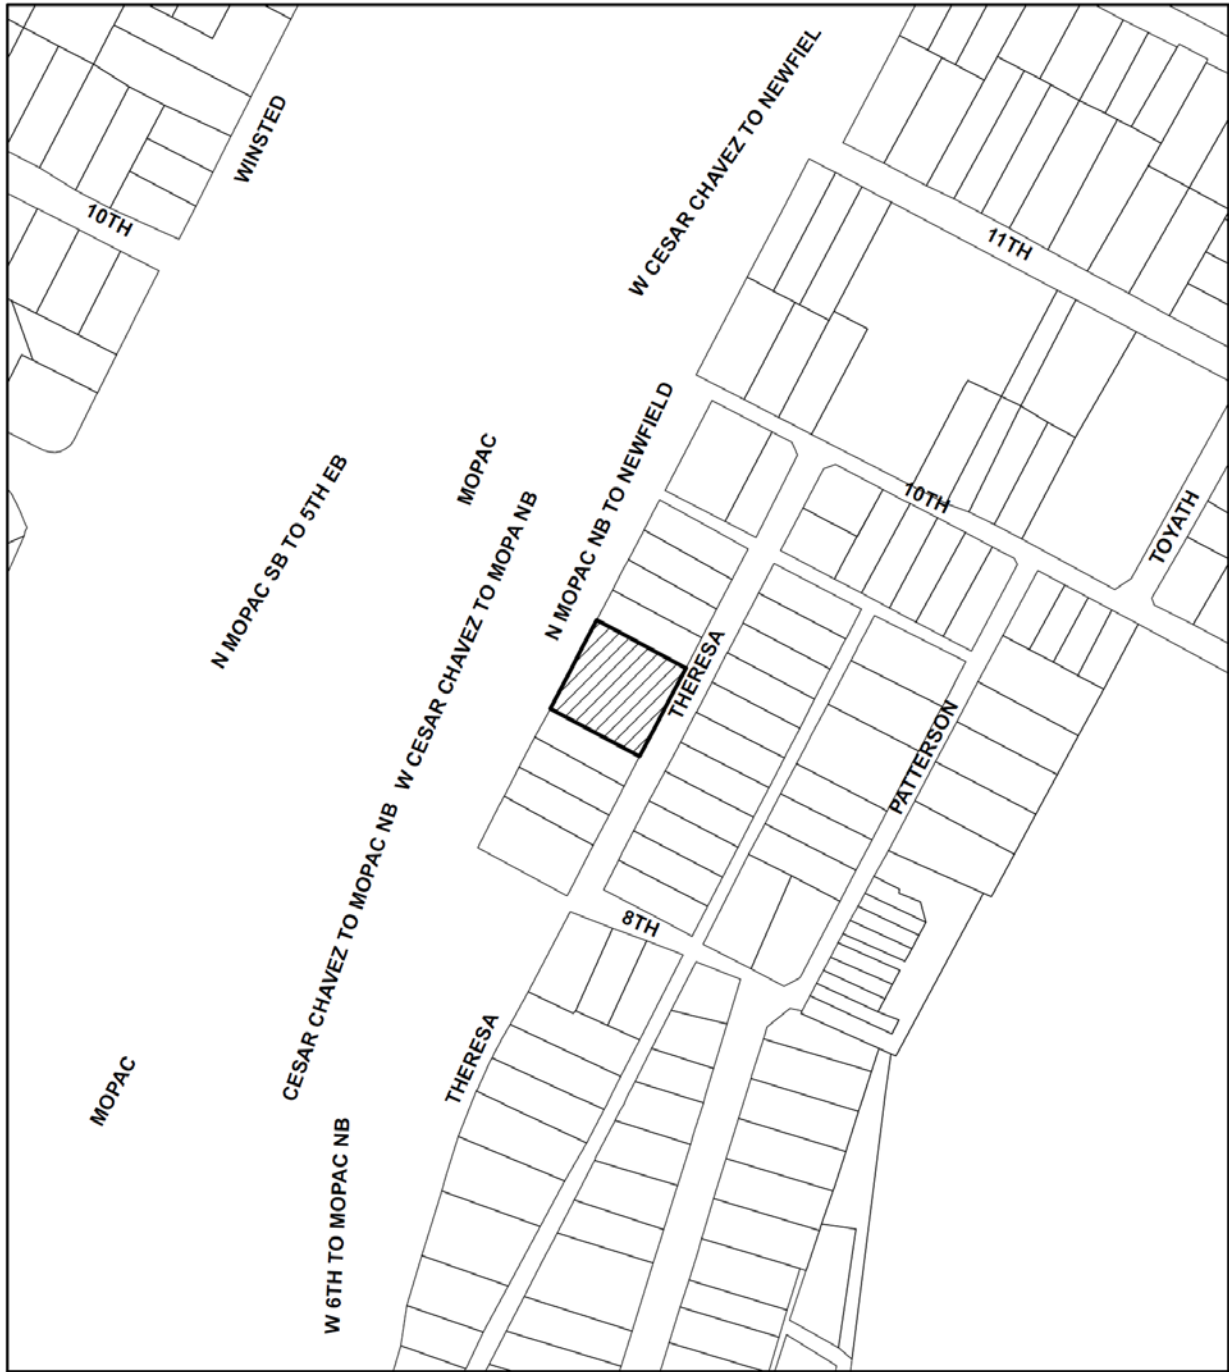 WINSTED
10TH
W CESAR CHAVEZ TO NEWFIEL
11TH
MOPAC
N MOPAC NB TO NEWFIELD
N MOPAC SB TO 5TH EB
10TH
TOYATH
W CESAR CHAVEZ TO MOPA NB
THERESA
PATTERSON
CESAR CHAVEZ TO MOPAC NB
8TH
THERESA
MOPAC
W 6TH TO MOPAC NB